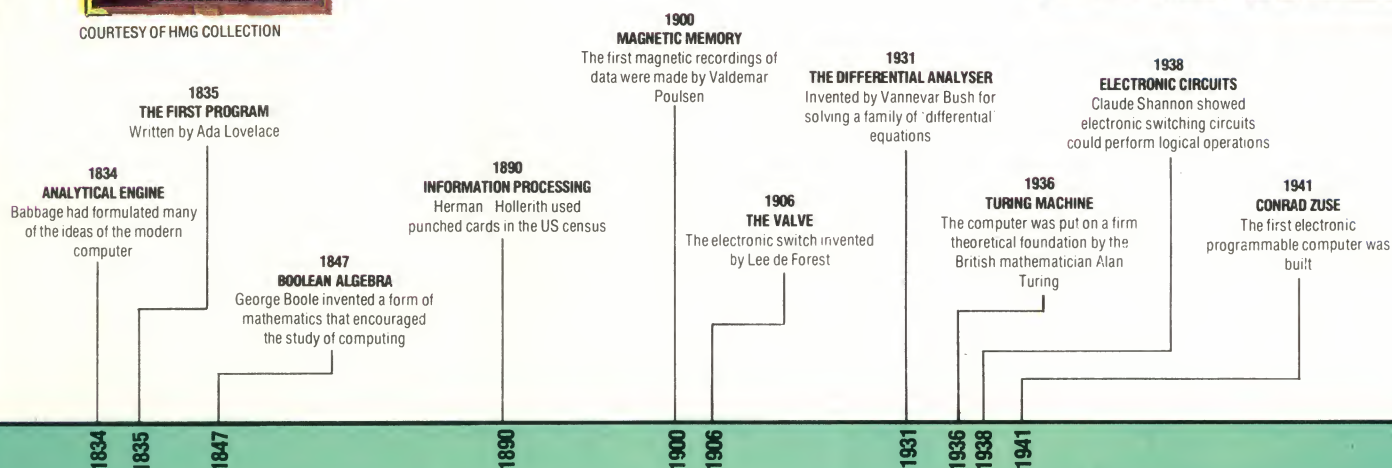 COURTESY OF HMG COLLECTION
1834
ANALYTICAL ENGINE
Babbage had formulated many
of the ideas of the modern
computer
1835
THE FIRST PROGRAM
Written by Ada Lovelace
1847
BOOLEAN ALGEBRA
George Boole invented a form of
mathematics that encouraged
the study of computing
1890
INFORMATION PROCESSING
Herman Hollerith used
punched cards in the US census
1900
MAGNETIC MEMORY
The first magnetic recordings of
data were made by Valdemar
Poulsen
1906
THE VALVE
The electronic switch invented
by Lee de Forest
1931
THE DIFFERENTIAL ANALYSER
Invented by Vannevar Bush for
solving a family of 'differential'
equations
1936
TURING MACHINE
The computer was put on a firm
theoretical foundation by the
British mathematician Alan
Turing
1938
ELECTRONIC CIRCUITS
Claude Shannon showed
electronic switching circuits
could perform logical operations
1941
CONRAD ZUSE
The first electronic
programmable computer was
built
1834
1835
1847
1890
1900
1906
1931
1936
1938
1941